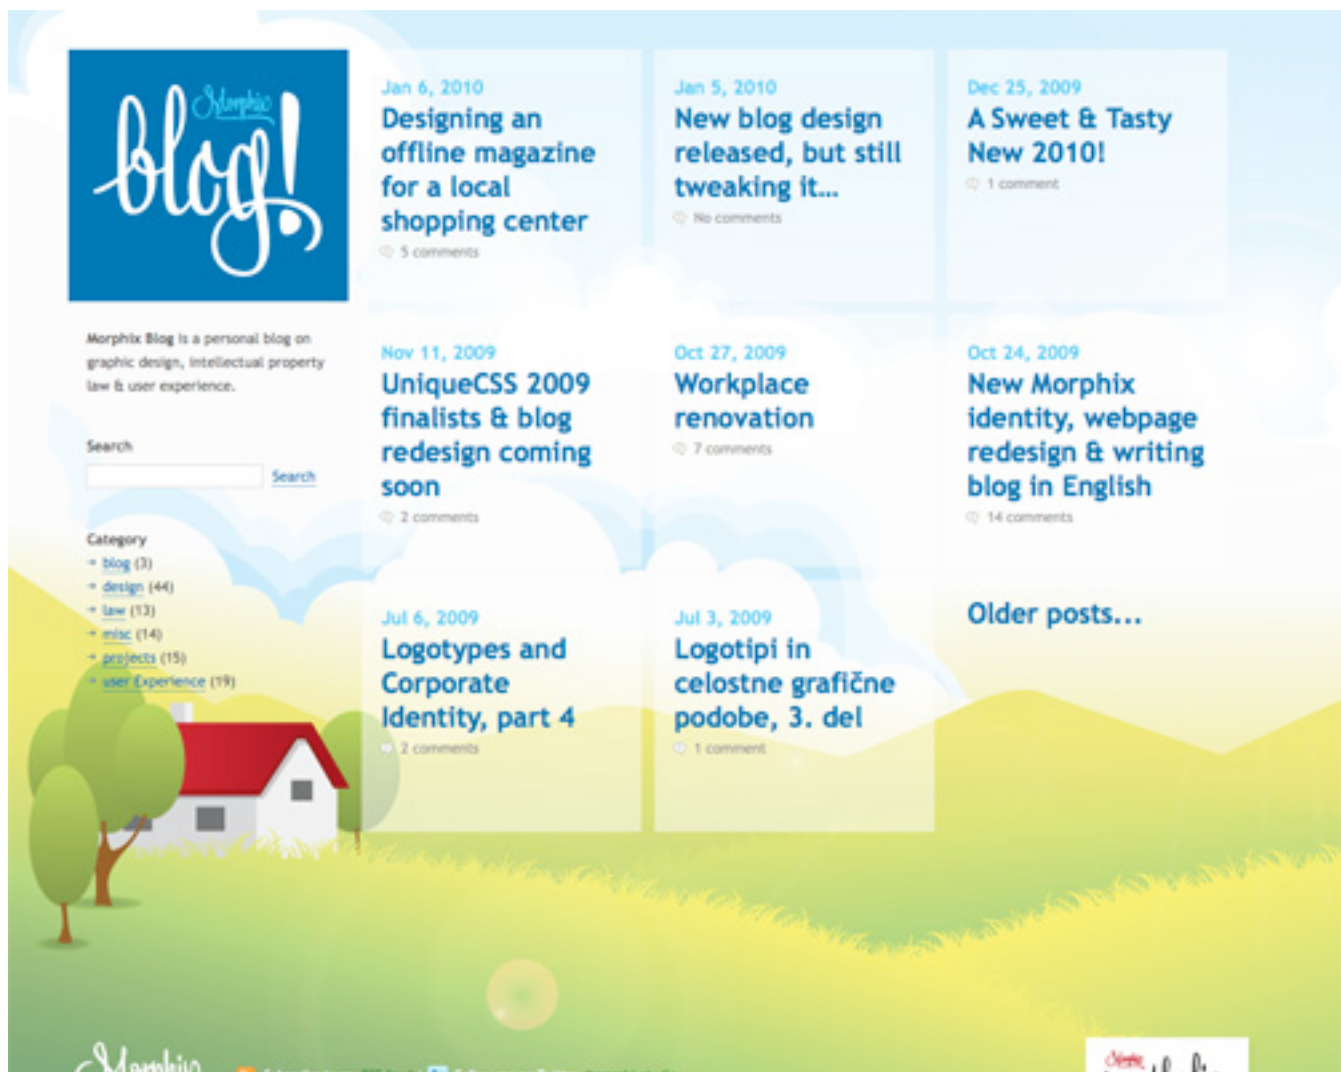 Morphix
blog!
Morphix Blog is a personal blog on
graphic design, intellectual property
law & user experience.
Search
Search
Category
blog (3)
design (44)
law (13)
misc (14)
projects (15)
user Experience (19)
Jan 6, 2010
Designing an
offline magazine
for a local
shopping center
5 comments
Jan 5, 2010
New blog design
released, but still
tweaking it...
No comments
Dec 25, 2009
A Sweet & Tasty
New 2010!
1 comment
Nov 11, 2009
UniqueCSS 2009
finalists & blog
redesign coming
soon
2 comments
Oct 27, 2009
Workplace
renovation
7 comments
Oct 24, 2009
New Morphix
identity, webpage
redesign & writing
blog in English
14 comments
Jul 6, 2009
Logotypes and
Corporate
Identity, part 4
2 comments
Jul 3, 2009
Logotipi in
celostne grafične
podobe, 3. del
1 comment
Older posts...
Morphix
Morphix